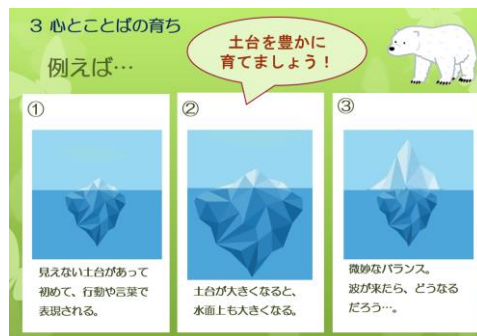 3 心とことばの育ち
例えば…
土台を豊かに
育てましょう！
①
見えない土台があって
初めて、行動や言葉で
表現される。
②
土台が大きくなると、
水面上も大きくなる。
③
微妙なバランス。
波が来たら、どうなる
だろう…。